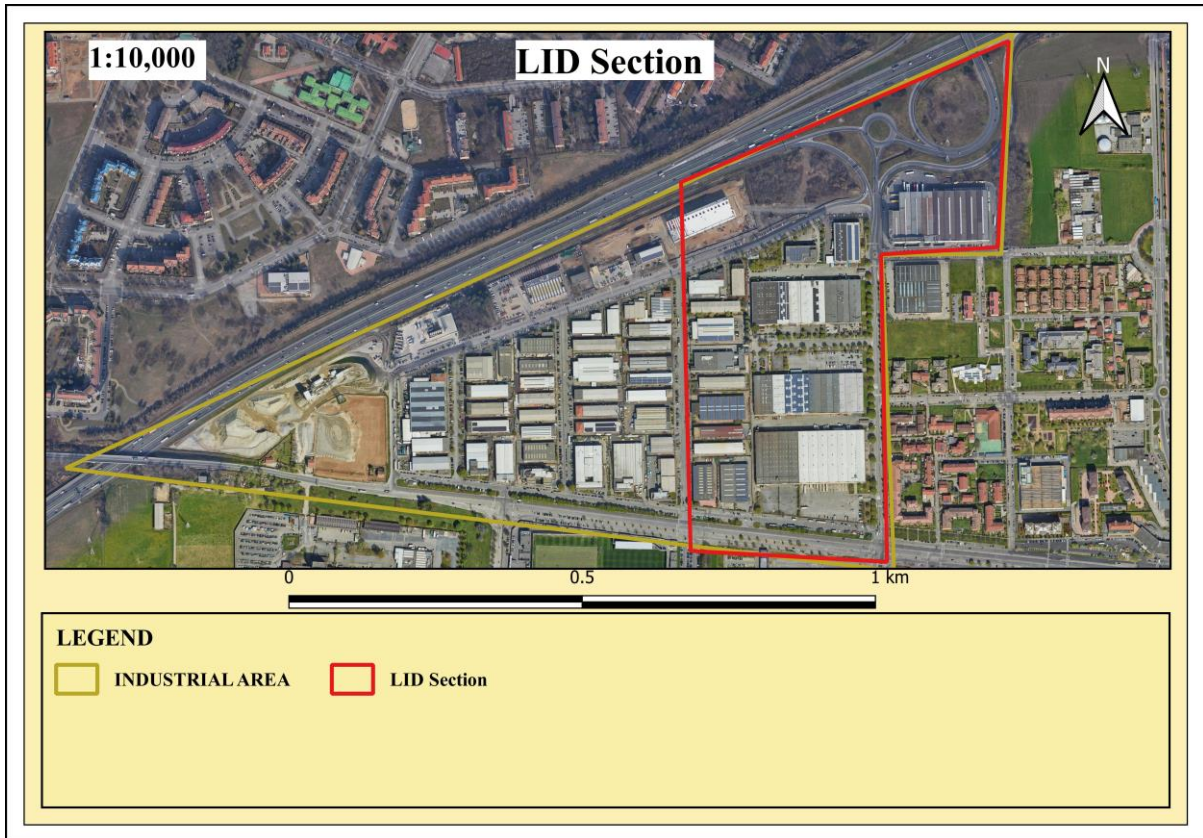 1:10,000
LID Section
N
0 0.5 1 km
LEGEND
INDUSTRIAL AREA
LID Section